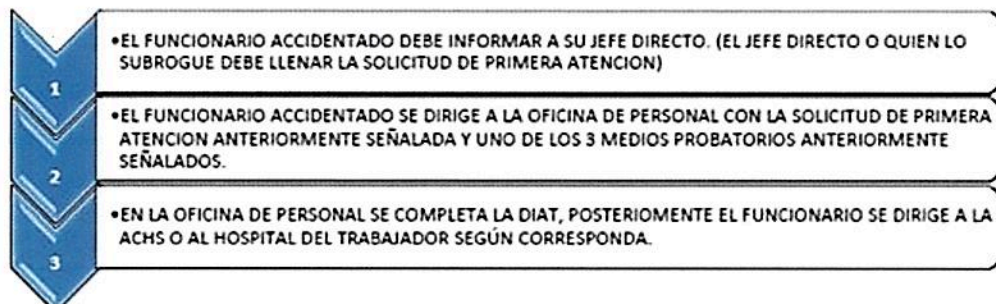 •EL FUNCIONARIO ACCIDENTADO DEBE INFORMAR A SU JEFE DIRECTO. (EL JEFE DIRECTO O QUIEN LO
SUBROGUE DEBE LLENAR LA SOLICITUD DE PRIMERA ATENCION)
1
•EL FUNCIONARIO ACCIDENTADO SE DIRIGE A LA OFICINA DE PERSONAL CON LA SOLICITUD DE PRIMERA
ATENCION ANTERIORMENTE SEÑALADA Y UNO DE LOS 3 MEDIOS PROBATORIOS ANTERIORMENTE
SEÑALADOS.
2
•EN LA OFICINA DE PERSONAL SE COMPLETA LA DIAT, POSTERIOMENTE EL FUNCIONARIO SE DIRIGE A LA
ACHS O AL HOSPITAL DEL TRABAJADOR SEGÚN CORRESPONDA.
3